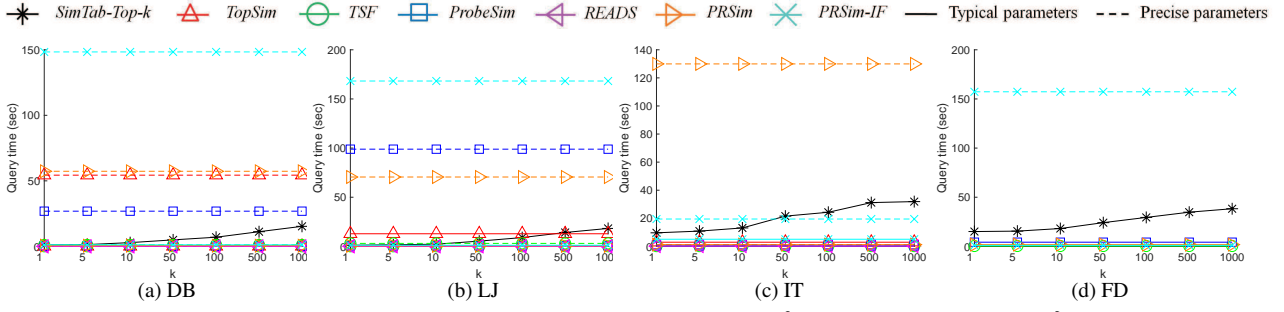 SimTab-Top-k TopSim TSF ProbeSim READS PRSim PRSim-IF Typical parameters Precise parameters
150
100
50
0
Query time (sec)
1 5 10 50 100 500 100
k
(a) DB
200
150
100
50
Query time (sec)
1 5 10 50 100 500 100
k
(b) LJ
140
120
100
80
60
40
20
0
Query time (sec)
1 5 10 50 100 500 1000
k
(c) IT
200
150
100
50
0
Query time (sec)
1 5 10 50 100 500 1000
k
(d) FD